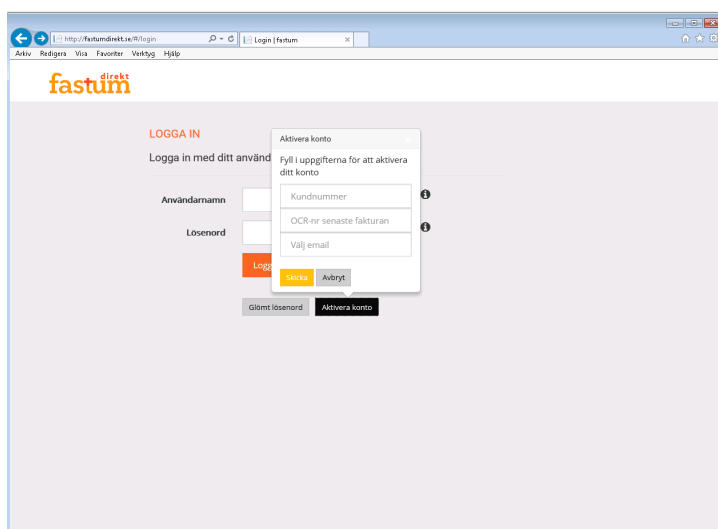 http://fastumdirekt.se/#/login
Login | fastum
Arkiv Redigera Visa Favoriter Verktyg Hjälp
fastum direkt
LOGGA IN
Logga in med ditt använd
Aktivera konto
Fyll i uppgifterna för att aktivera
ditt konto
Användarnamn
Kundnummer
OCR-nr senaste fakturan
Lösenord
Välj email
Logg
Skicka Avbryt
Glömt lösenord Aktivera konto